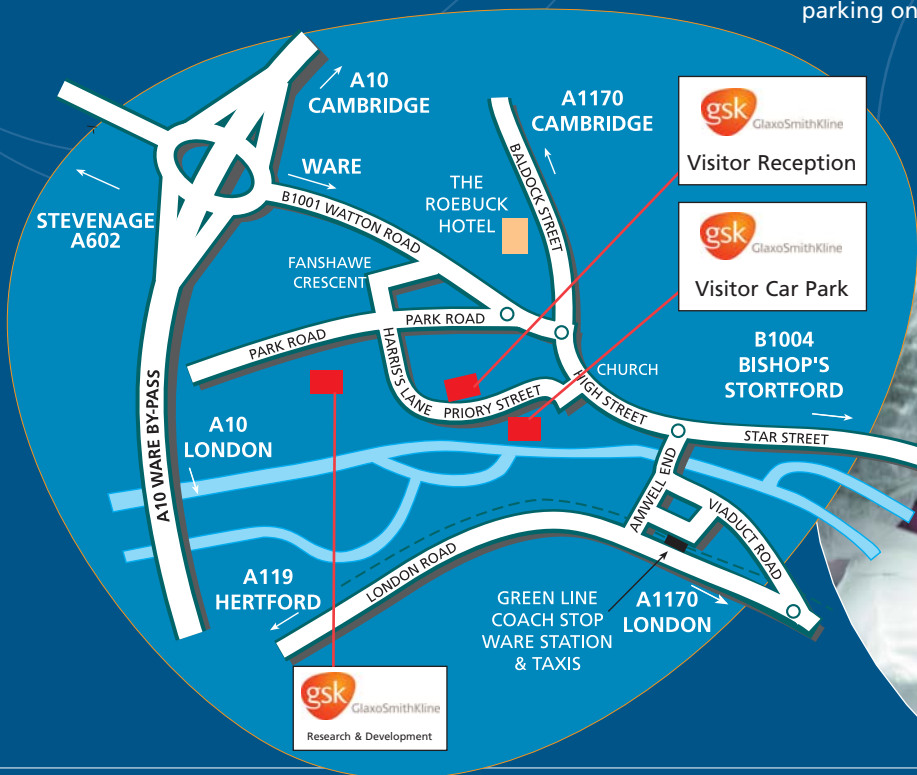 parking on
A10
CAMBRIDGE
A1170
CAMBRIDGE
gsk
GlaxoSmithKline
Visitor Reception
WARE
STEVENAGE
A602
B1001 WATTON ROAD
THE
ROEBUCK
HOTEL
BALDOCK STREET
gsk
GlaxoSmithKline
Visitor Car Park
FANSHAWE
CRESCENT
PARK ROAD
PARK ROAD
HARRIS'S LANE
PRIORY STREET
CHURCH
HIGH STREET
B1004
BISHOP'S
STORTFORD
STAR STREET
A10 WARE BY-PASS
A10
LONDON
AMWELL END
VIADUCT ROAD
LONDON ROAD
A119
HERTFORD
GREEN LINE
COACH STOP
WARE STATION
& TAXIS
A1170
LONDON
gsk
GlaxoSmithKline
Research & Development